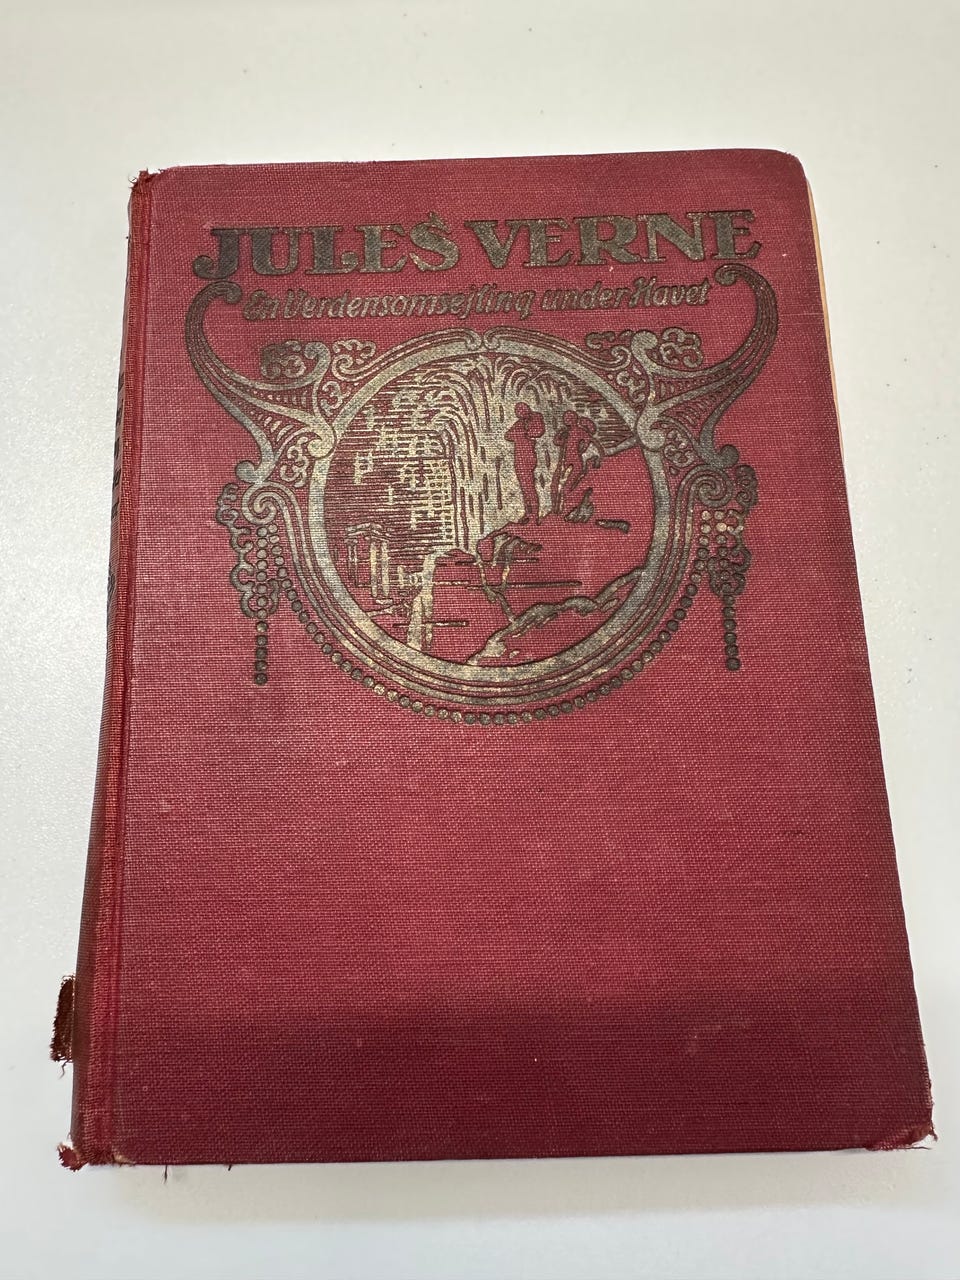 JULES VERNE
En Verdensomsejling under Havet